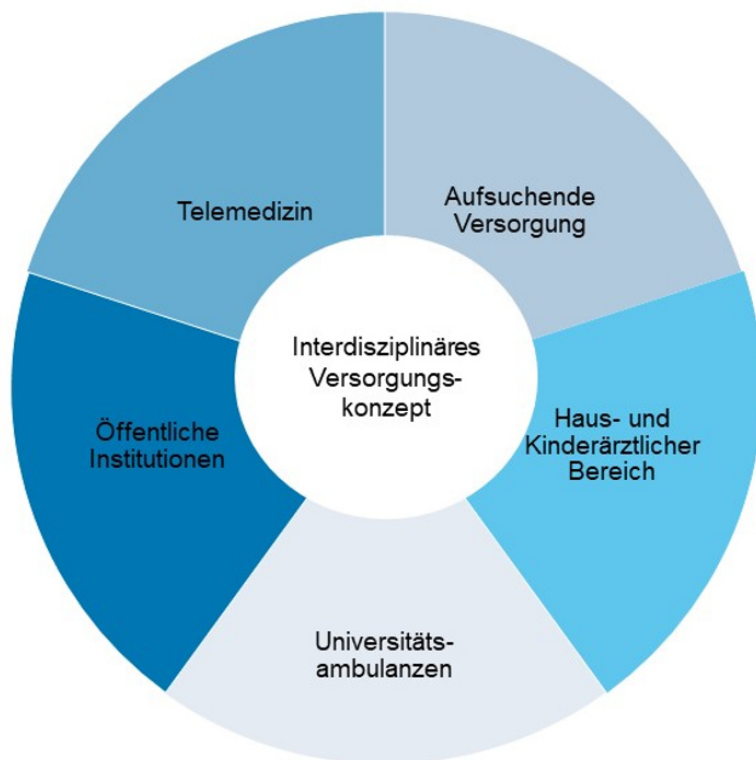 Telemedizin
Aufsuchende
Versorgung
Interdisziplinäres
Versorgungs-
konzept
Öffentliche
Institutionen
Haus- und
Kinderärztlicher
Bereich
Universitäts-
ambulanzen